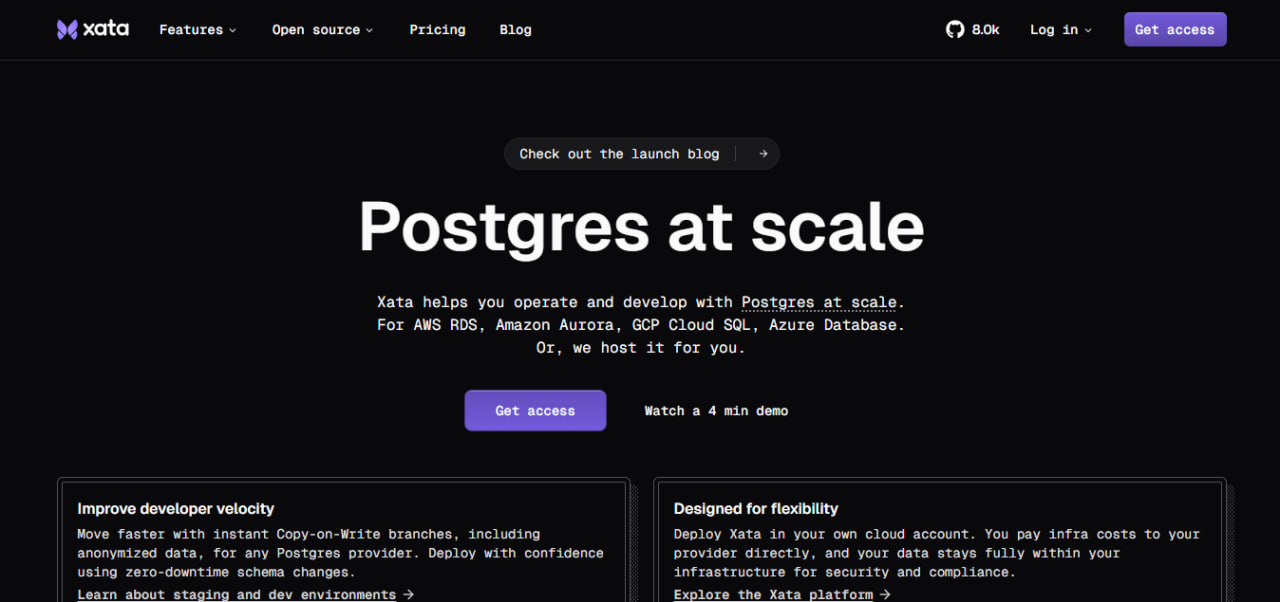 xata Features Open source Pricing Blog 8.0k Log in Get access
Check out the launch blog →
Postgres at scale
Xata helps you operate and develop with Postgres at scale.
For AWS RDS, Amazon Aurora, GCP Cloud SQL, Azure Database.
Or, we host it for you.
Get access Watch a 4 min demo
Improve developer velocity
Move faster with instant Copy-on-Write branches, including
anonymized data, for any Postgres provider. Deploy with confidence
using zero-downtime schema changes.
Learn about staging and dev environments →
Designed for flexibility
Deploy Xata in your own cloud account. You pay infra costs to your
provider directly, and your data stays fully within your
infrastructure for security and compliance.
Explore the Xata platform →